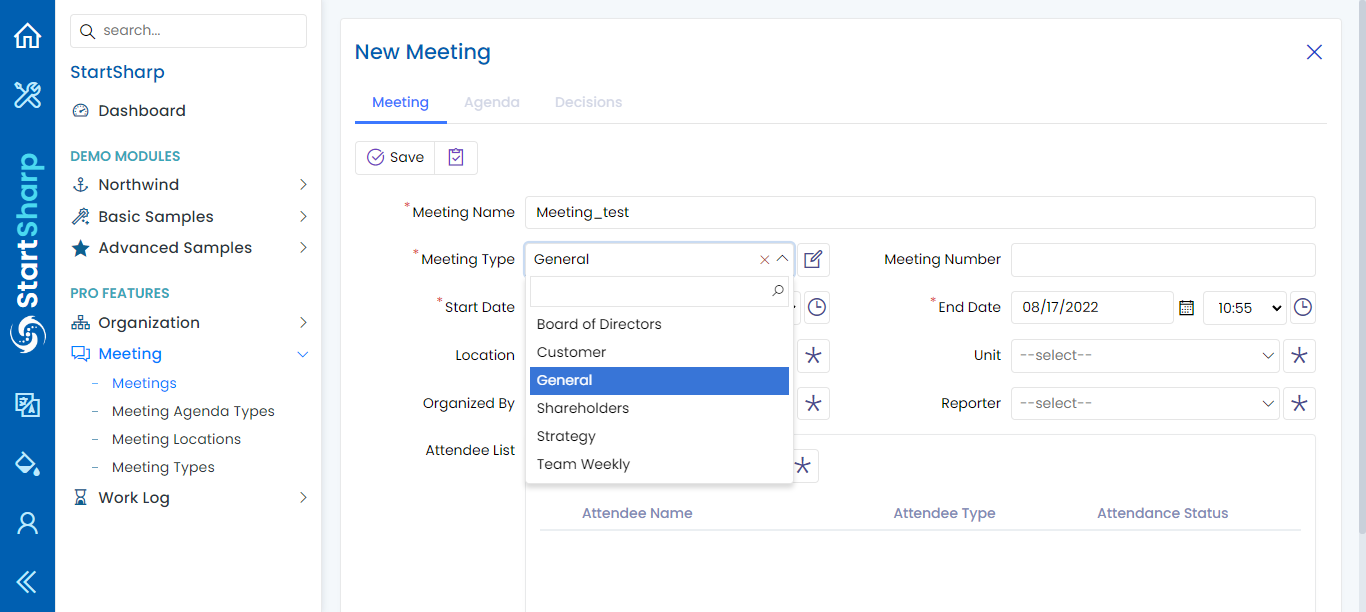 search...
StartSharp
Dashboard
DEMO MODULES
Northwind
Basic Samples
Advanced Samples
PRO FEATURES
Organization
Meeting
- Meetings
- Meeting Agenda Types
- Meeting Locations
- Meeting Types
Work Log
StartSharp
New Meeting
Meeting Agenda Decisions
Save
*Meeting Name Meeting_test
*Meeting Type General Meeting Number
Board of Directors
Customer
General
Shareholders
Strategy
Team Weekly
*Start Date *End Date 08/17/2022 10:55
Location Unit --select--
Organized By Reporter --select--
Attendee List
Attendee Name Attendee Type Attendance Status